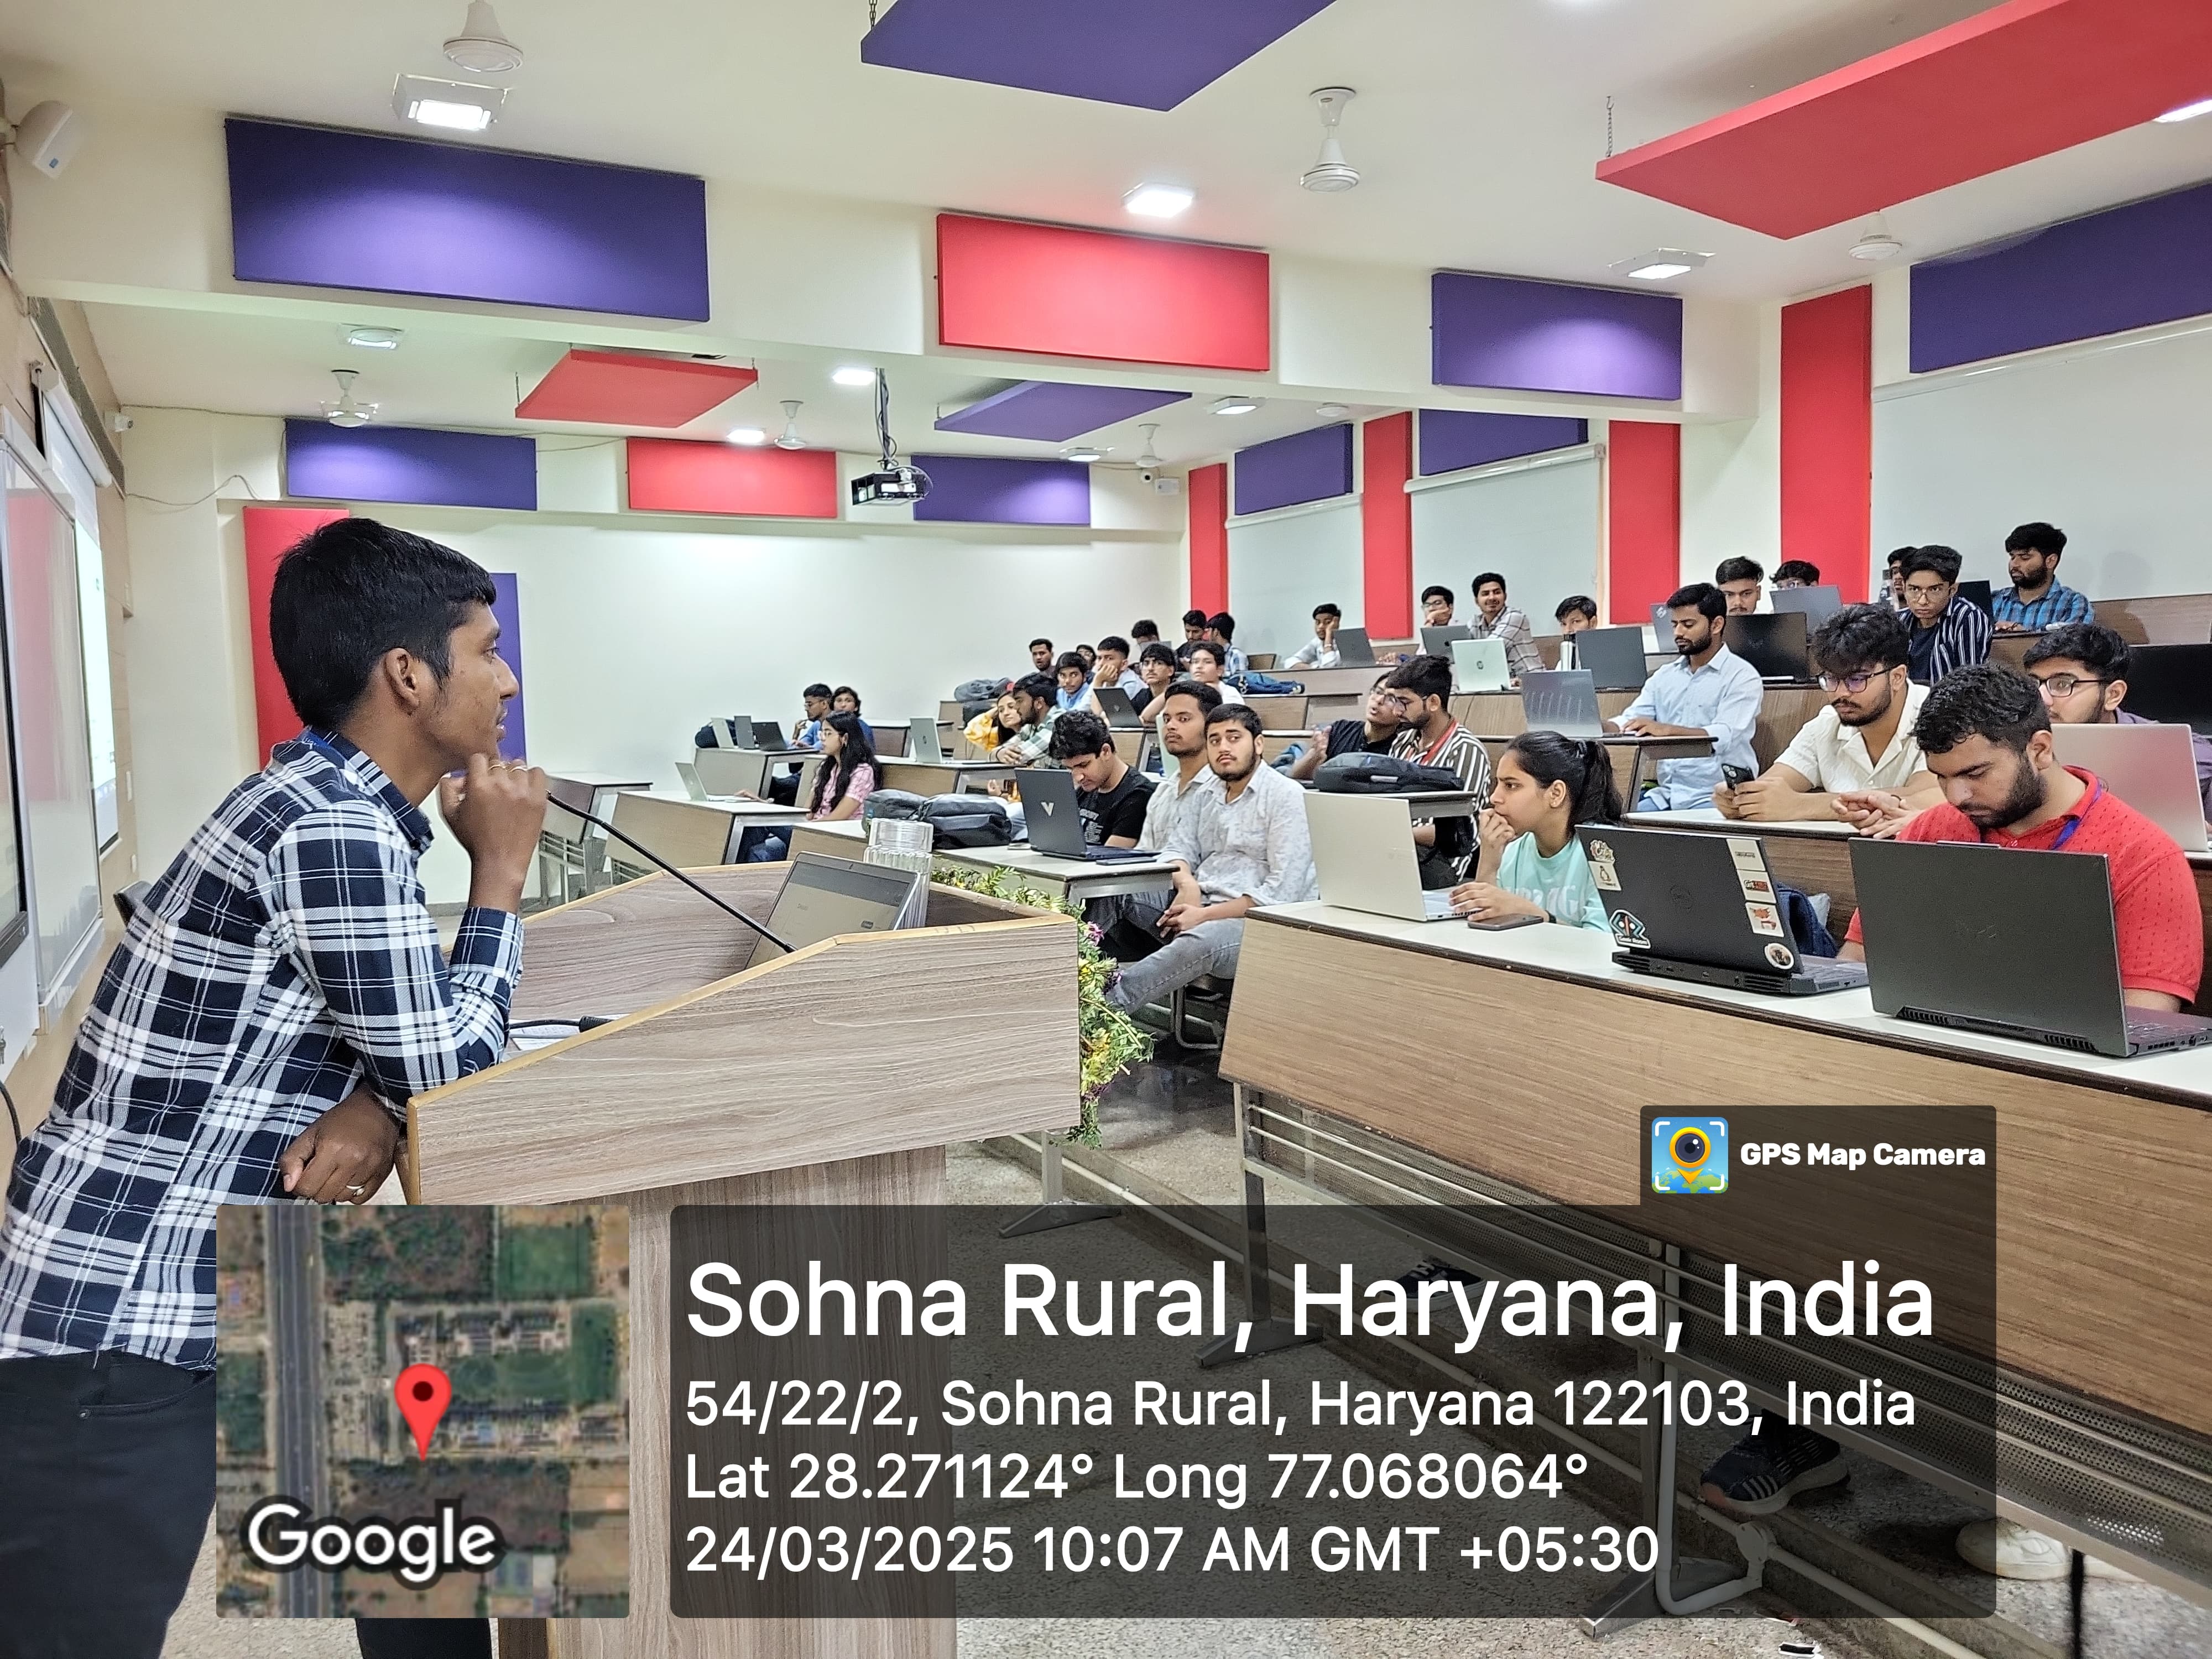 GPS Map Camera
Sohna Rural, Haryana, India
54/22/2, Sohna Rural, Haryana 122103, India
Lat 28.271124° Long 77.068064°
24/03/2025 10:07 AM GMT +05:30
Google